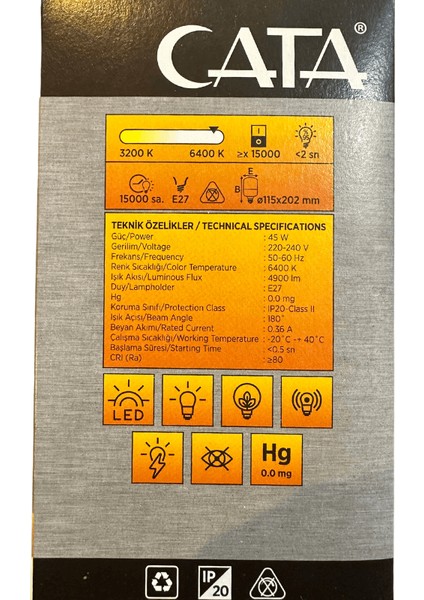 CATA®
3200 K 6400 K ≥x 15000 <2 sn
15000 sa. E27 B E ø115x202 mm
TEKNİK ÖZELİKLER / TECHNICAL SPECIFICATIONS
Güç/Power : 45 W
Gerilim/Voltage : 220-240 V
Frekans/Frequency : 50-60 Hz
Renk Sıcaklığı/Color Temperature : 6400 K
Işık Akısı/Luminous Flux : 4900 lm
Duy/Lampholder : E27
Hg : 0.0 mg
Koruma Sınıfı/Protection Class : IP20-Class II
Işık Açısı/Beam Angle : 180°
Beyan Akımı/Rated Current : 0.36 A
Çalışma Sıcaklığı/Working Temperature : -20˚C -+ 40˚C
Başlama Süresi/Starting Time : <0.5 sn
CRI (Ra) : ≥80
LED
Hg
0.0 mg
IP
20